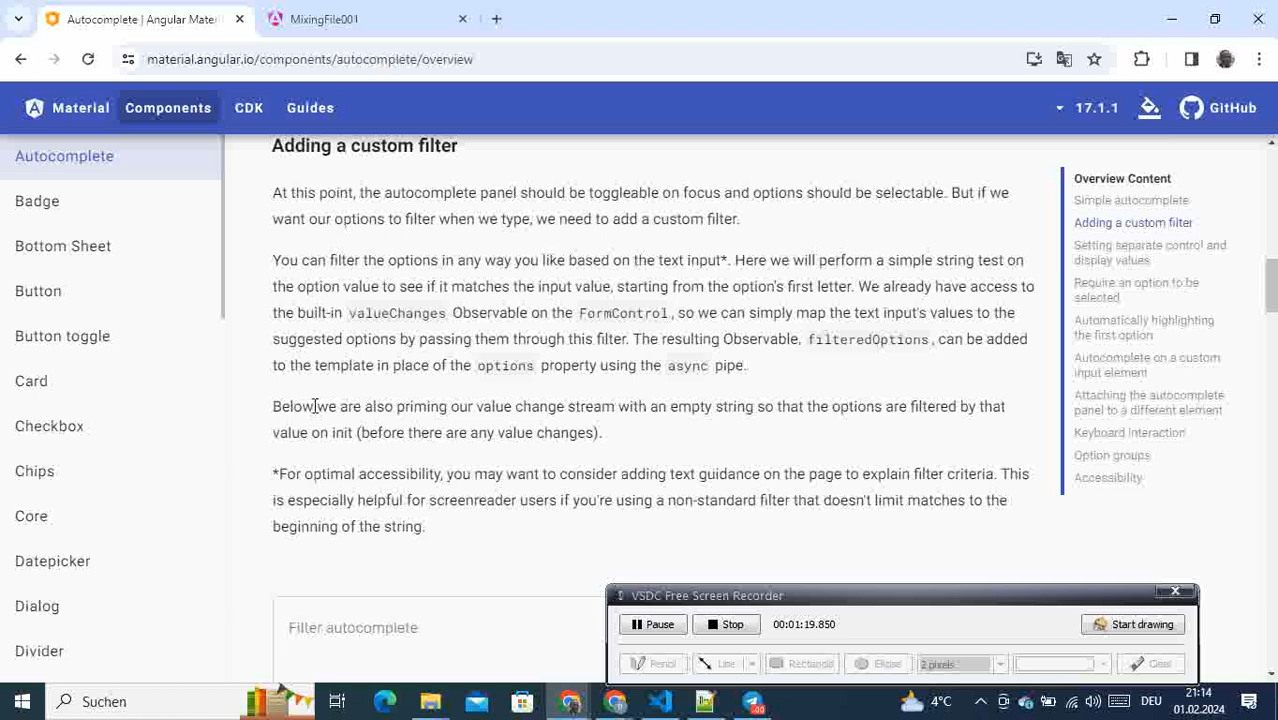 Autocomplete | Angular Mater
MixingFile001
material.angular.io/components/autocomplete/overview
Material
Components
CDK
Guides
17.1.1
GitHub
Autocomplete
Badge
Bottom Sheet
Button
Button toggle
Card
Checkbox
Chips
Core
Datepicker
Dialog
Divider
Adding a custom filter
At this point, the autocomplete panel should be toggleable on focus and options should be selectable. But if we
want our options to filter when we type, we need to add a custom filter.
You can filter the options in any way you like based on the text input*. Here we will perform a simple string test on
the option value to see if it matches the input value, starting from the option's first letter. We already have access to
the built-in valueChanges Observable on the FormControl, so we can simply map the text input's values to the
suggested options by passing them through this filter. The resulting Observable, filteredOptions, can be added
to the template in place of the options property using the async pipe.
Below we are also priming our value change stream with an empty string so that the options are filtered by that
value on init (before there are any value changes).
*For optimal accessibility, you may want to consider adding text guidance on the page to explain filter criteria. This
is especially helpful for screenreader users if you're using a non-standard filter that doesn't limit matches to the
beginning of the string.
Filter autocomplete
Overview Content
Simple autocomplete
Adding a custom filter
Setting separate control and
display values
Require an option to be
selected
Automatically highlighting
the first option
Autocomplete on a custom
input element
Attaching the autocomplete
panel to a different element
Keyboard interaction
Option groups
Accessibility
VSDC Free Screen Recorder
Pause
Stop
00:01:19.850
Start drawing
Pencil
Line
Rectangle
Ellipse
2 pixels
Clear
Suchen
4°C
DEU
21:14
01.02.2024